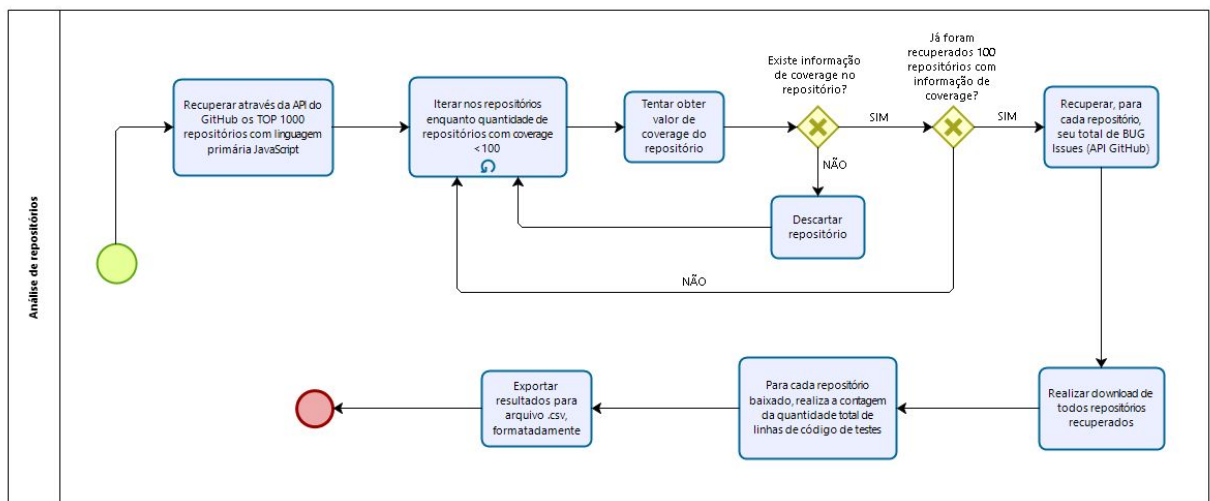 Análise de repositórios
Recuperar através da API do
GitHub os TOP 1000
repositórios com linguagem
primária JavaScript
Iterar nos repositórios
enquanto quantidade de
repositórios com coverage
< 100
Tentar obter
valor de
coverage do
repositório
Existe informação
de coverage no
repositório?
SIM
NÃO
Descartar
repositório
Já foram
recuperados 100
repositórios com
informação de
coverage?
SIM
NÃO
Recuperar, para
cada repositório,
seu total de BUG
Issues (API GitHub)
Realizar download de
todos repositórios
recuperados
Para cada repositório
baixado, realiza a contagem
da quantidade total de
linhas de código de testes
Exportar
resultados para
arquivo .csv,
formatadamente